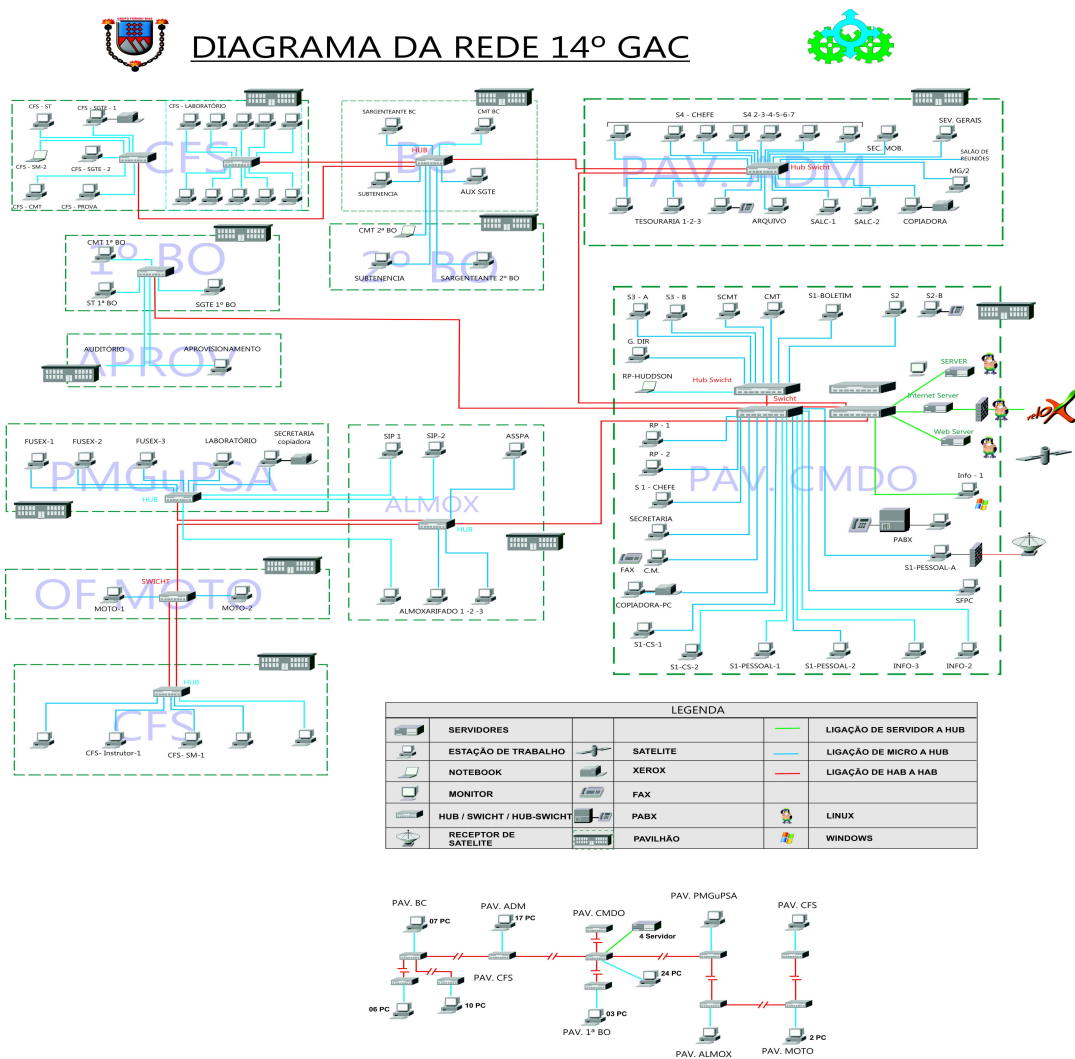 DIAGRAMA DA REDE 14º GAC
CFS
CFS - ST
CFS - SGTE - 1
CFS - SM-2
CFS - SGTE - 2
CFS - CMT
CFS - PROVA
CFS - LABORATÓRIO
BC
SARGENTEANTE BC
CMT BC
HUB
SUBTENENCIA
AUX SGTE
2º BO
CMT 2ª BO
SUBTENENCIA
SARGENTEANTE 2º BO
PAV. ADM
S4 - CHEFE
S4 2-3-4-5-6-7
SEC. MOB.
SEV. GERAIS
SALÃO DE
REUNIÕES
Hub Swicht
MG/2
TESOURARIA 1-2-3
ARQUIVO
SALC-1
SALC-2
COPIADORA
1º BO
CMT 1ª BO
ST 1ª BO
SGTE 1º BO
APROV
AUDITÓRIO
APROVISIONAMENTO
PAV. CMDO
S3 - A
S3 - B
SCMT
CMT
S1-BOLETIM
S2
S2-B
G. DIR
RP-HUDDSON
Hub Swicht
Swicht
SERVER
Internet Server
Web Server
velox
RP - 1
RP - 2
S 1 - CHEFE
SECRETARIA
FAX
C.M.
COPIADORA-PC
S1-CS-1
S1-CS-2
S1-PESSOAL-1
S1-PESSOAL-2
INFO-3
INFO-2
Info - 1
PABX
S1-PESSOAL-A
SFPC
PMGuPSA
FUSEX-1
FUSEX-2
FUSEX-3
LABORATÓRIO
SECRETARIA
copiadora
HUB
ALMOX
SIP 1
SIP-2
ASSPA
HUB
ALMOXARIFADO 1 -2 -3
OF MOTO
SWICHT
MOTO-1
MOTO-2
CFS
HUB
CFS- Instrutor-1
CFS- SM-1
LEGENDA
SERVIDORES
LIGAÇÃO DE SERVIDOR A HUB
ESTAÇÃO DE TRABALHO
SATELITE
LIGAÇÃO DE MICRO A HUB
NOTEBOOK
XEROX
LIGAÇÃO DE HAB A HAB
MONITOR
FAX
HUB / SWICHT / HUB-SWICHT
PABX
LINUX
RECEPTOR DE
SATELITE
PAVILHÃO
WINDOWS
PAV. BC
07 PC
PAV. ADM
17 PC
PAV. CMDO
4 Servidor
24 PC
PAV. PMGuPSA
PAV. CFS
PAV. CFS
06 PC
10 PC
03 PC
PAV. 1ª BO
PAV. ALMOX
2 PC
PAV. MOTO